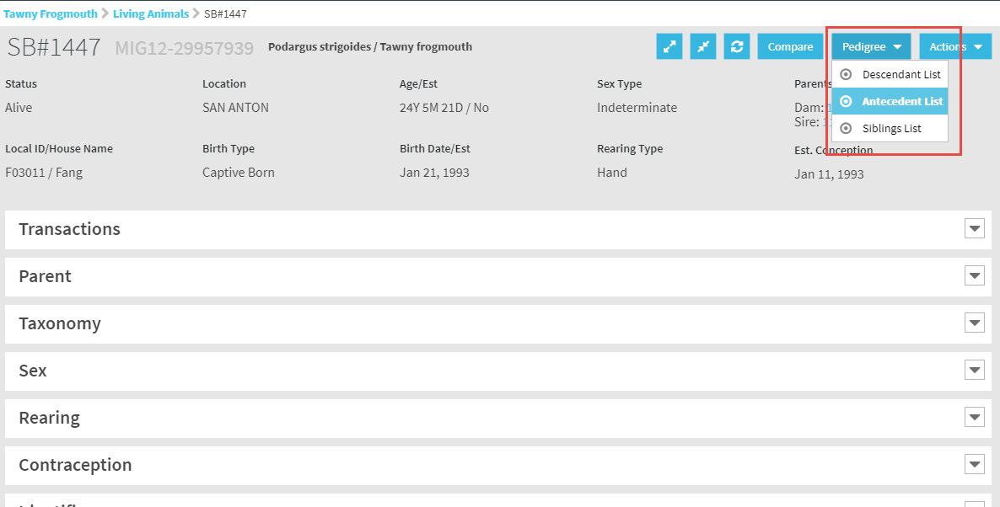 Tawny Frogmouth > Living Animals > SB#1447
SB#1447 MIG12-29957939 Podargus strigoides / Tawny frogmouth Compare Pedigree Actions
Descendant List
Antecedent List
Siblings List
Status Location Age/Est Sex Type Parents
Alive SAN ANTON 24Y 5M 21D / No Indeterminate Dam: 1
Sire: 11
Local ID/House Name Birth Type Birth Date/Est Rearing Type Est. Conception
F03011 / Fang Captive Born Jan 21, 1993 Hand Jan 11, 1993
Transactions
Parent
Taxonomy
Sex
Rearing
Contraception